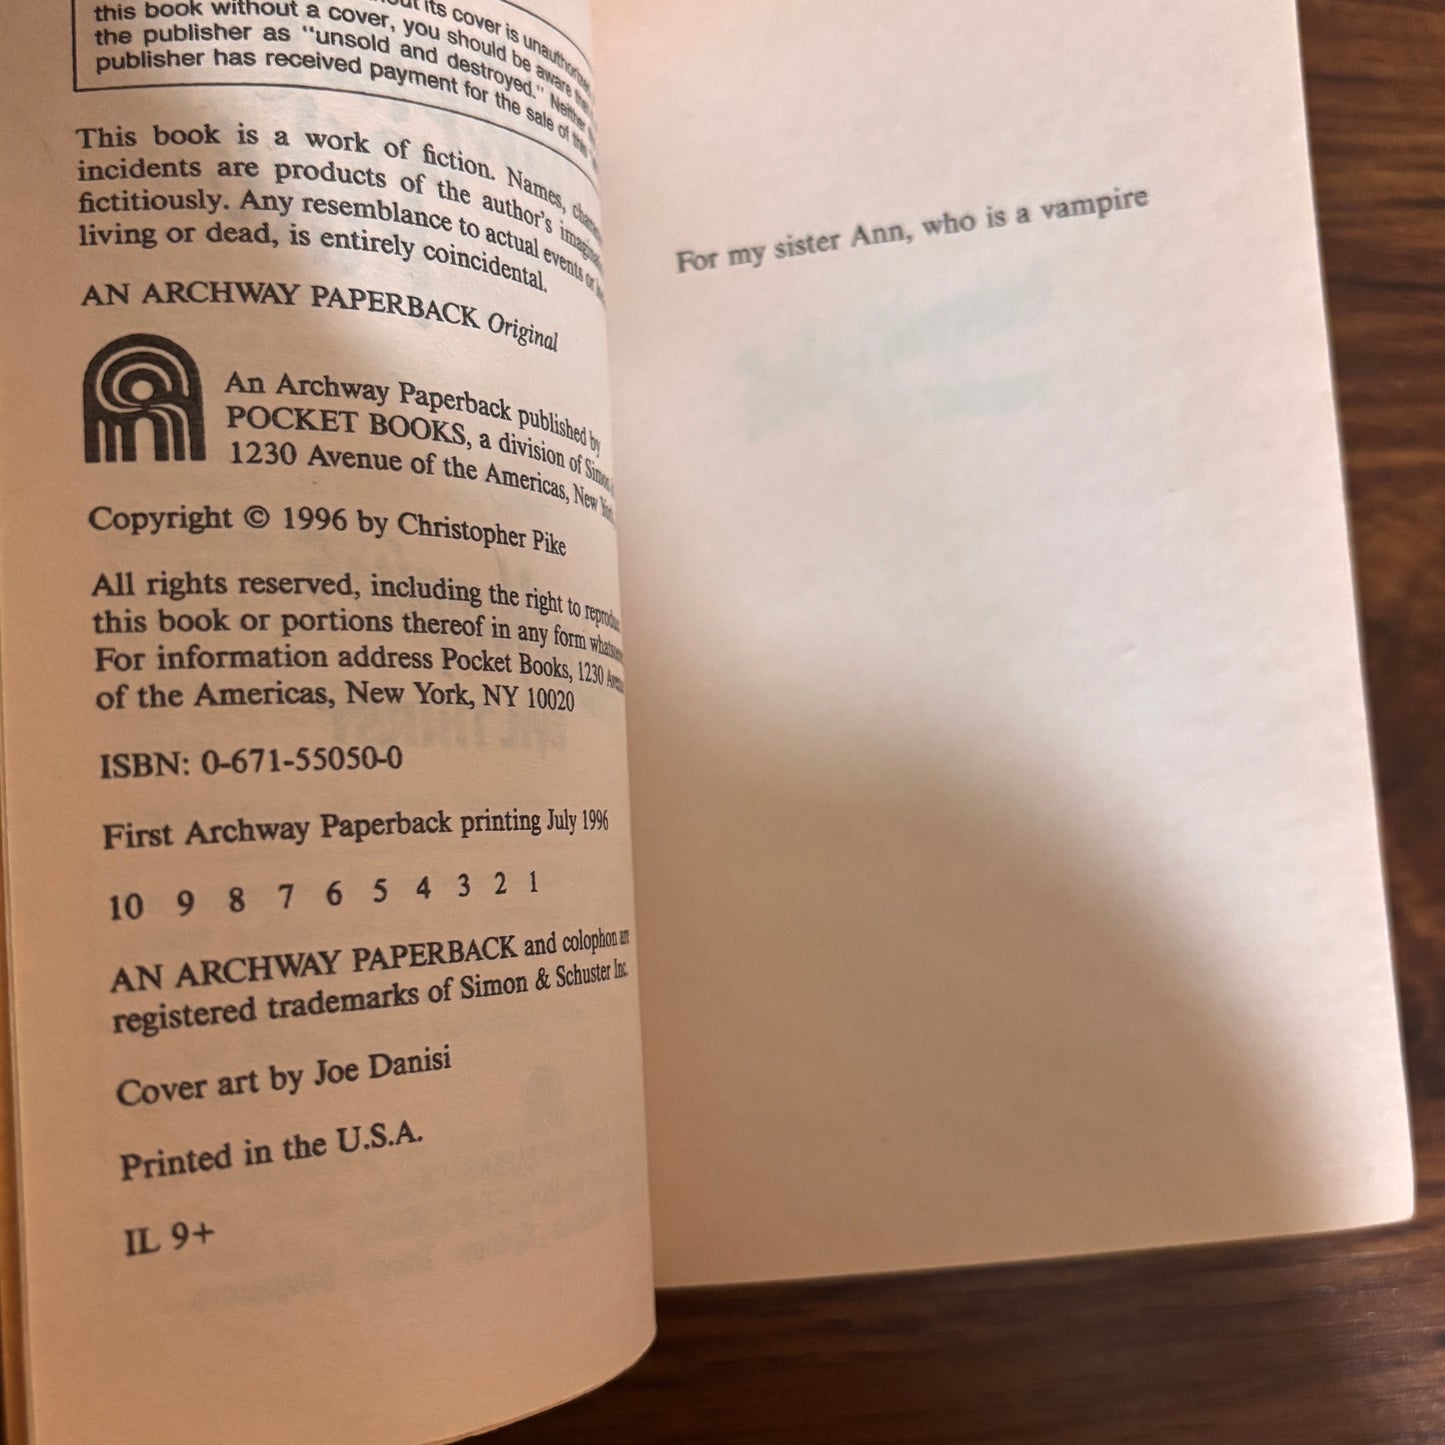 its cover is
this book without a cover, you should be aware
the publisher as "unsold and destroyed." Neither
publisher has received payment for the sale of this
This book is a work of fiction. Names,
incidents are products of the author's
fictitiously. Any resemblance to actual events or
living or dead, is entirely coincidental.
AN ARCHWAY PAPERBACK Original
An Archway Paperback published by
POCKET BOOKS, a division of Simon
1230 Avenue of the Americas, New
Copyright © 1996 by Christopher Pike
All rights reserved, including the right to
this book or portions thereof in any form
For information address Pocket Books, 1230
of the Americas, New York, NY 10020
ISBN: 0-671-55050-0
First Archway Paperback printing July 1996
10 9 8 7 6 5 4 3 2 1
AN ARCHWAY PAPERBACK and colophon are
registered trademarks of Simon & Schuster Inc.
Cover art by Joe Danisi
Printed in the U.S.A.
IL 9+
For my sister Ann, who is a vampire